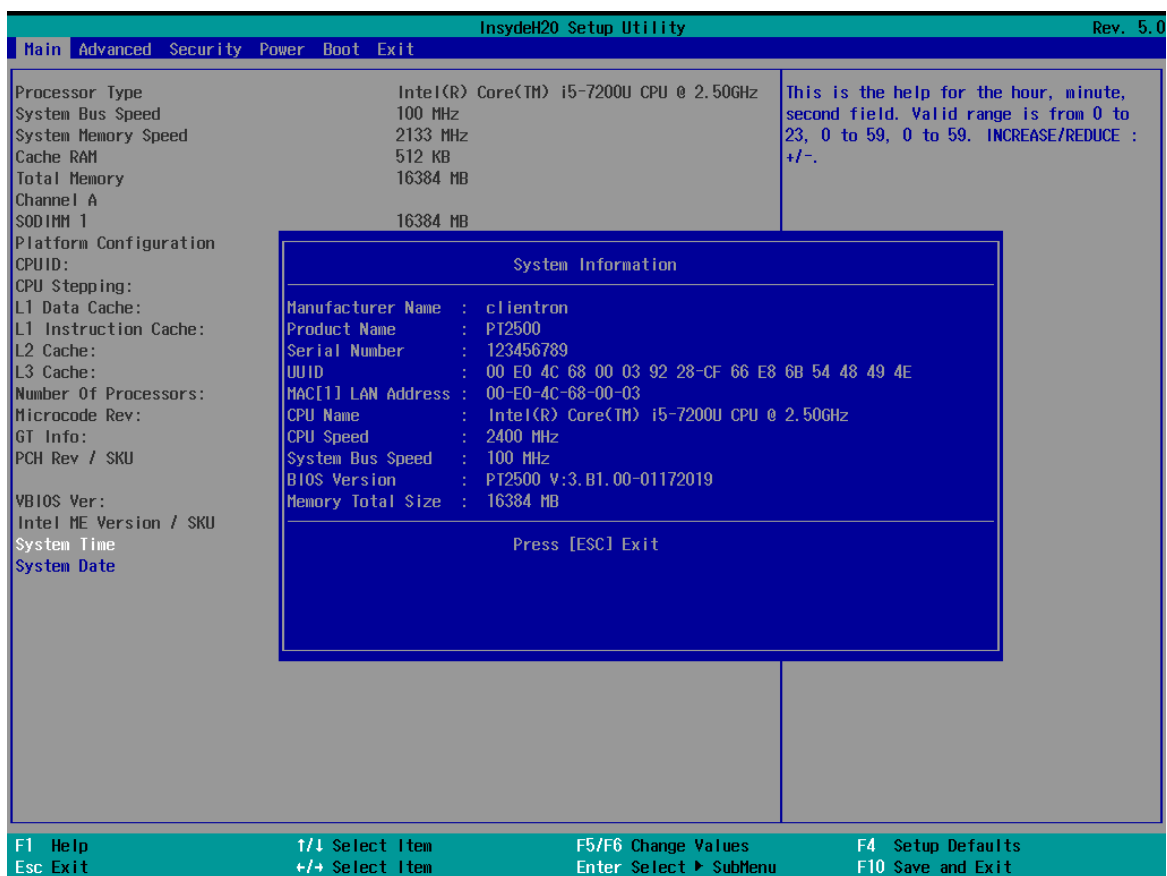 InsydeH20 Setup Utility Rev. 5.0
Main Advanced Security Power Boot Exit
Processor Type Intel(R) Core(TM) i5-7200U CPU @ 2.50GHz
System Bus Speed 100 MHz
System Memory Speed 2133 MHz
Cache RAM 512 KB
Total Memory 16384 MB
Channel A
SODIMM 1 16384 MB
Platform Configuration
CPUID:
CPU Stepping:
L1 Data Cache:
L1 Instruction Cache:
L2 Cache:
L3 Cache:
Number Of Processors:
Microcode Rev:
GT Info:
PCH Rev / SKU
VBIOS Ver:
Intel ME Version / SKU
System Time
System Date
This is the help for the hour, minute,
second field. Valid range is from 0 to
23, 0 to 59, 0 to 59. INCREASE/REDUCE :
+/-.
System Information
Manufacturer Name : clientron
Product Name : PT2500
Serial Number : 123456789
UUID : 00 E0 4C 68 00 03 92 28-CF 66 E8 6B 54 48 49 4E
MAC[1] LAN Address : 00-E0-4C-68-00-03
CPU Name : Intel(R) Core(TM) i5-7200U CPU @ 2.50GHz
CPU Speed : 2400 MHz
System Bus Speed : 100 MHz
BIOS Version : PT2500 V:3.B1.00-01172019
Memory Total Size : 16384 MB
Press [ESC] Exit
F1 Help ↑/↓ Select Item F5/F6 Change Values F4 Setup Defaults
Esc Exit ←/→ Select Item Enter Select ▶ SubMenu F10 Save and Exit